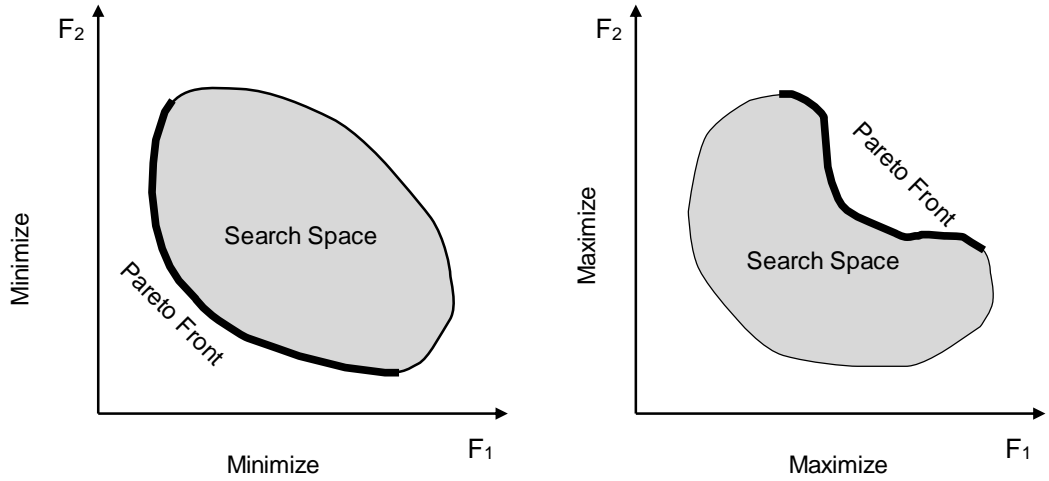 F2
Minimize
Search Space
Pareto Front
F1
Minimize
F2
Maximize
Pareto Front
Search Space
F1
Maximize